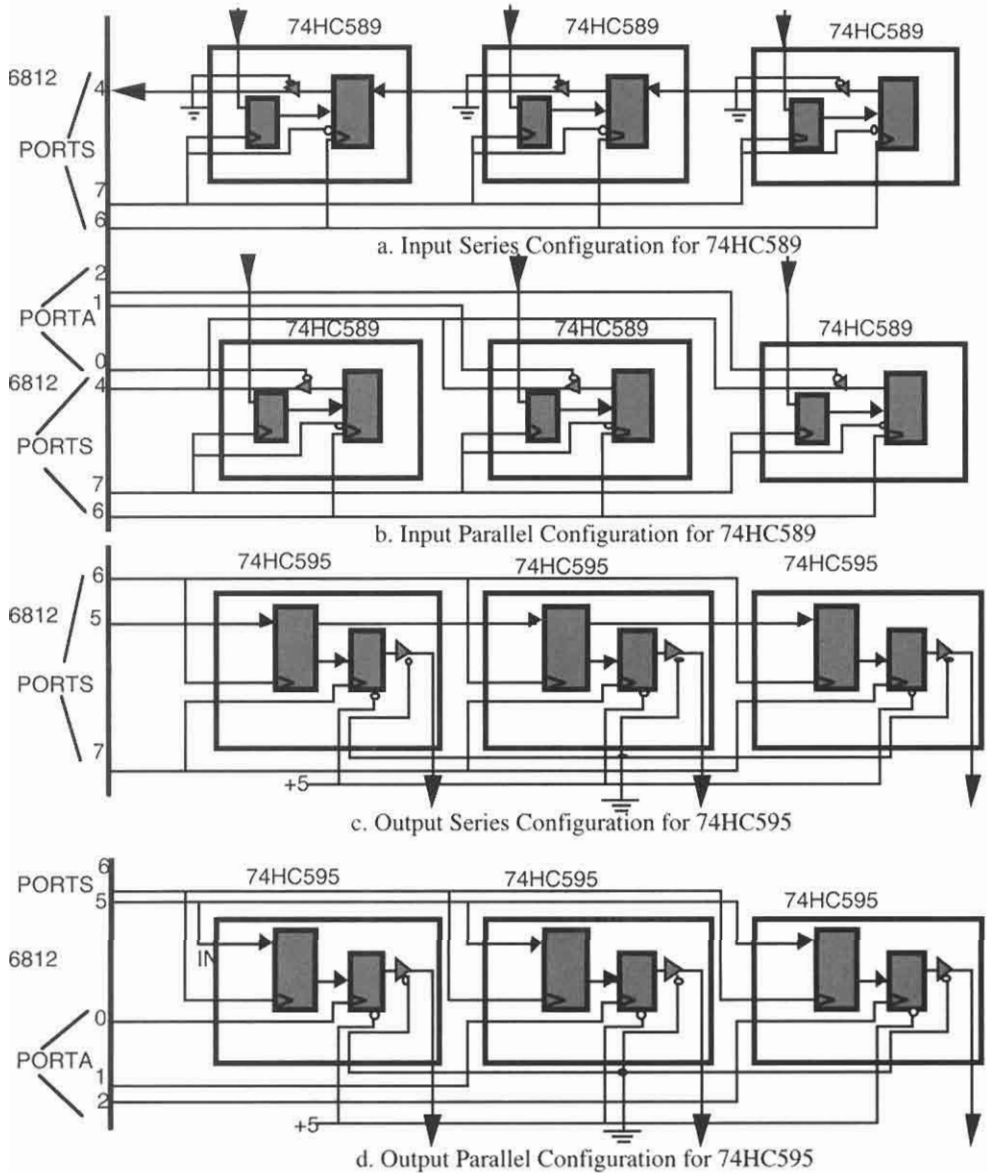 74HC589 74HC589 74HC589
6812
4
PORTS
7
6
a. Input Series Configuration for 74HC589
2
1
PORTA
74HC589 74HC589 74HC589
0
6812
4
PORTS
7
6
b. Input Parallel Configuration for 74HC589
74HC595 74HC595 74HC595
6
6812
5
PORTS
7
+5
c. Output Series Configuration for 74HC595
6
PORTS
5
74HC595 74HC595 74HC595
IN
6812
0
PORTA
1
2
+5
d. Output Parallel Configuration for 74HC595